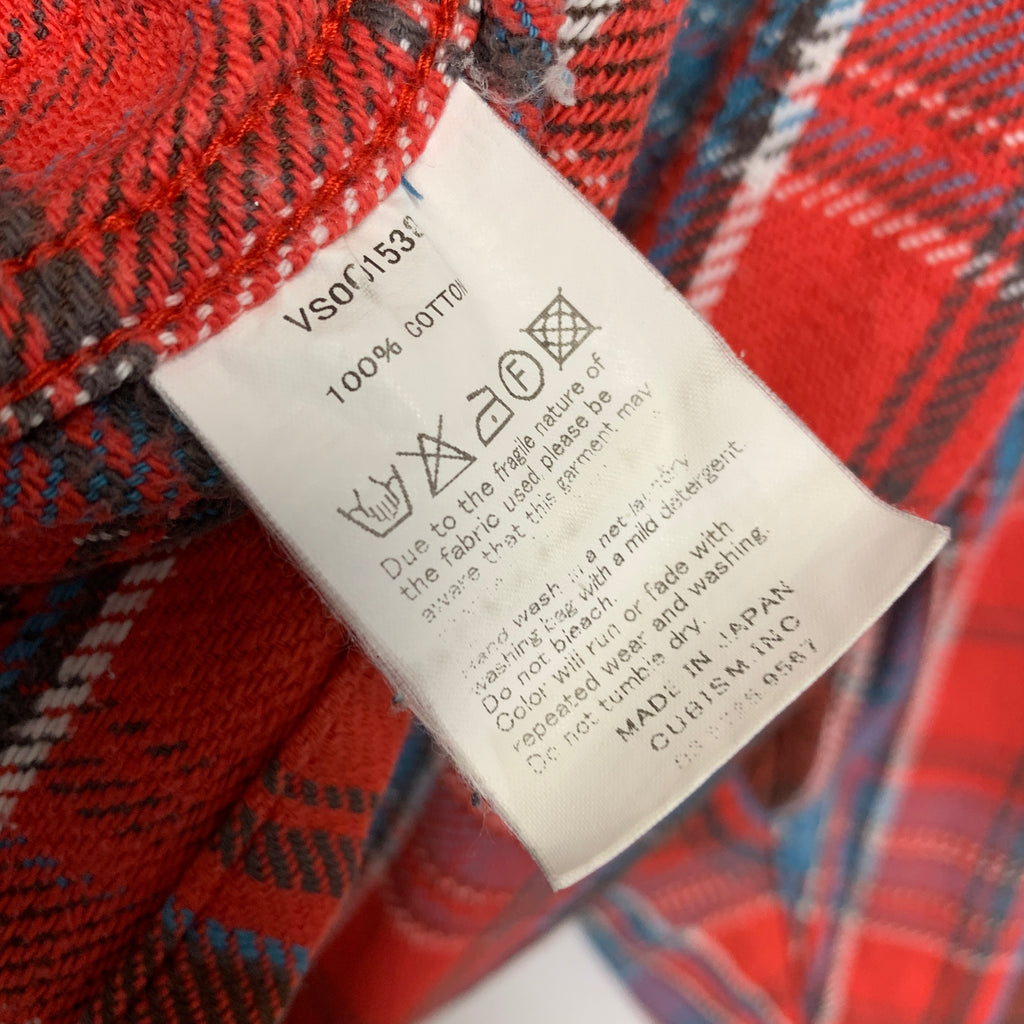 100% COTTON
F
Due to the fragile nature of
the fabric used please be
aware that this garment may
Hand wash in a net laundry
washing bag with a mild detergent.
Do not bleach.
Color will run or fade with
repeated wear and washing.
Do not tumble dry.
MADE IN JAPAN
CUBISM INC